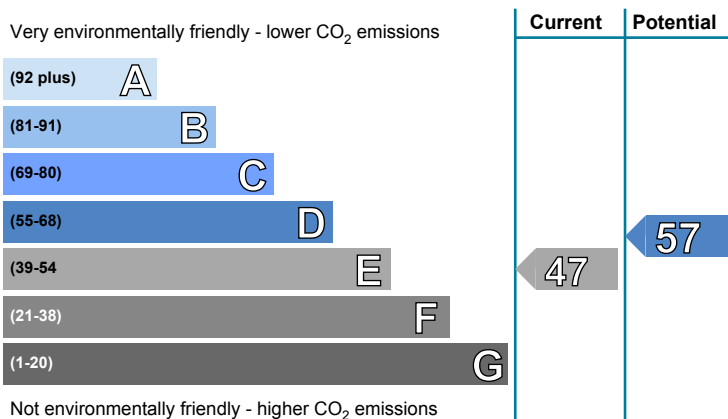 Current Potential
Very environmentally friendly - lower CO2 emissions
(92 plus) A
(81-91) B
(69-80) C
(55-68) D
57
(39-54 E
47
(21-38) F
(1-20) G
Not environmentally friendly - higher CO2 emissions